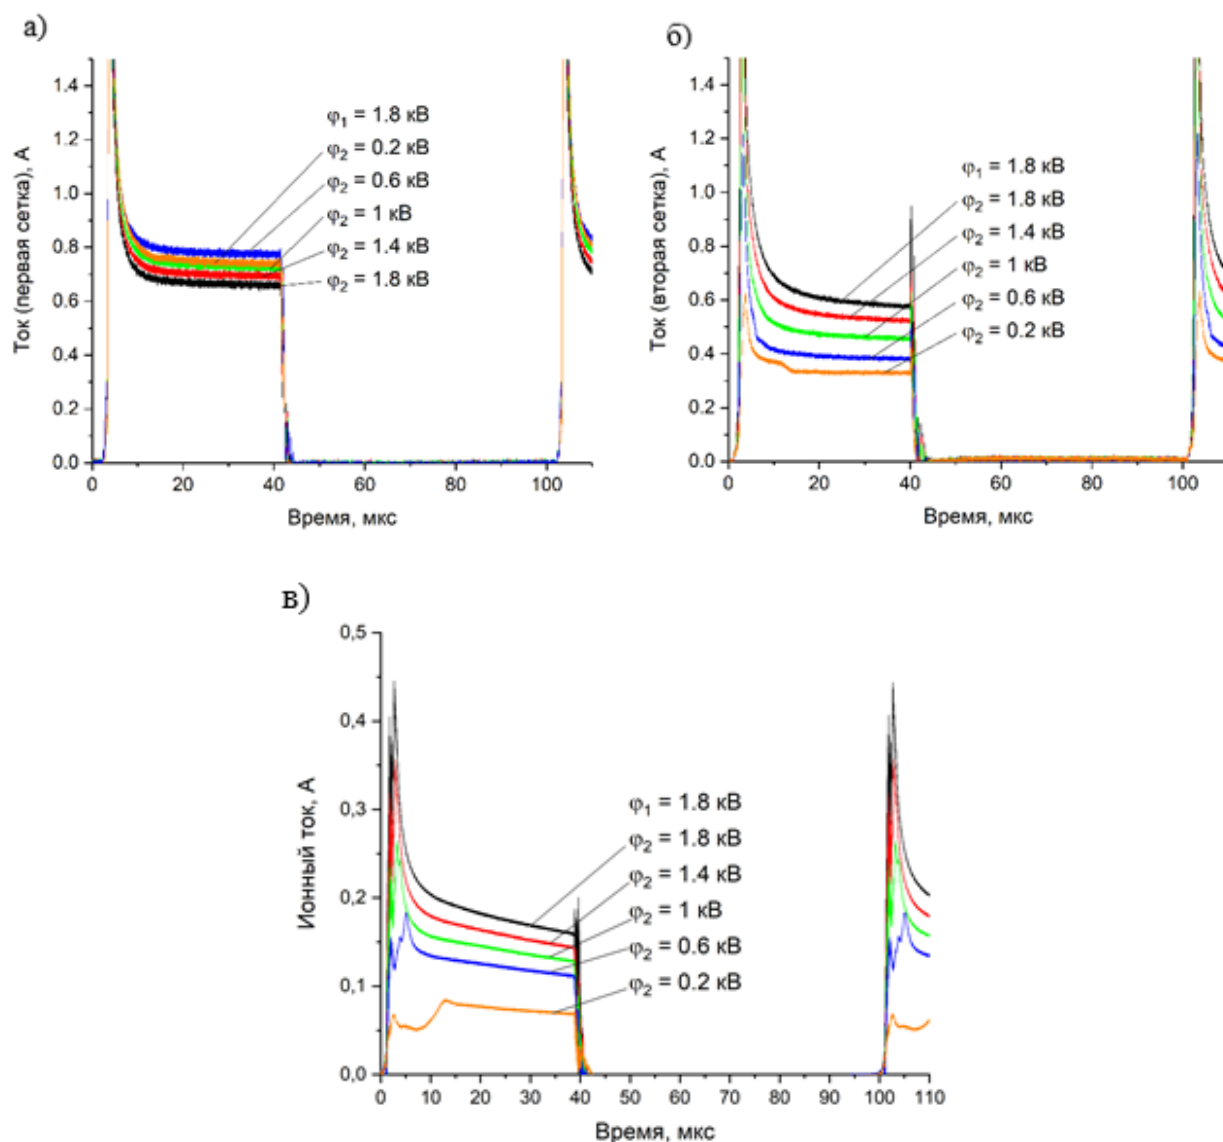 а)
Ток (первая сетка), А
1.4
1.2
1.0
0.8
0.6
0.4
0.2
0.0
φ1 = 1.8 кВ
φ2 = 0.2 кВ
φ2 = 0.6 кВ
φ2 = 1 кВ
φ2 = 1.4 кВ
φ2 = 1.8 кВ
0 20 40 60 80 100
Время, мкс
б)
Ток (вторая сетка), А
1.4
1.2
1.0
0.8
0.6
0.4
0.2
0.0
φ1 = 1.8 кВ
φ2 = 1.8 кВ
φ2 = 1.4 кВ
φ2 = 1 кВ
φ2 = 0.6 кВ
φ2 = 0.2 кВ
0 20 40 60 80 100
Время, мкс
в)
Ионный ток, А
0,5
0,4
0,3
0,2
0,1
0,0
φ1 = 1.8 кВ
φ2 = 1.8 кВ
φ2 = 1.4 кВ
φ2 = 1 кВ
φ2 = 0.6 кВ
φ2 = 0.2 кВ
0 10 20 30 40 50 60 70 80 90 100 110
Время, мкс